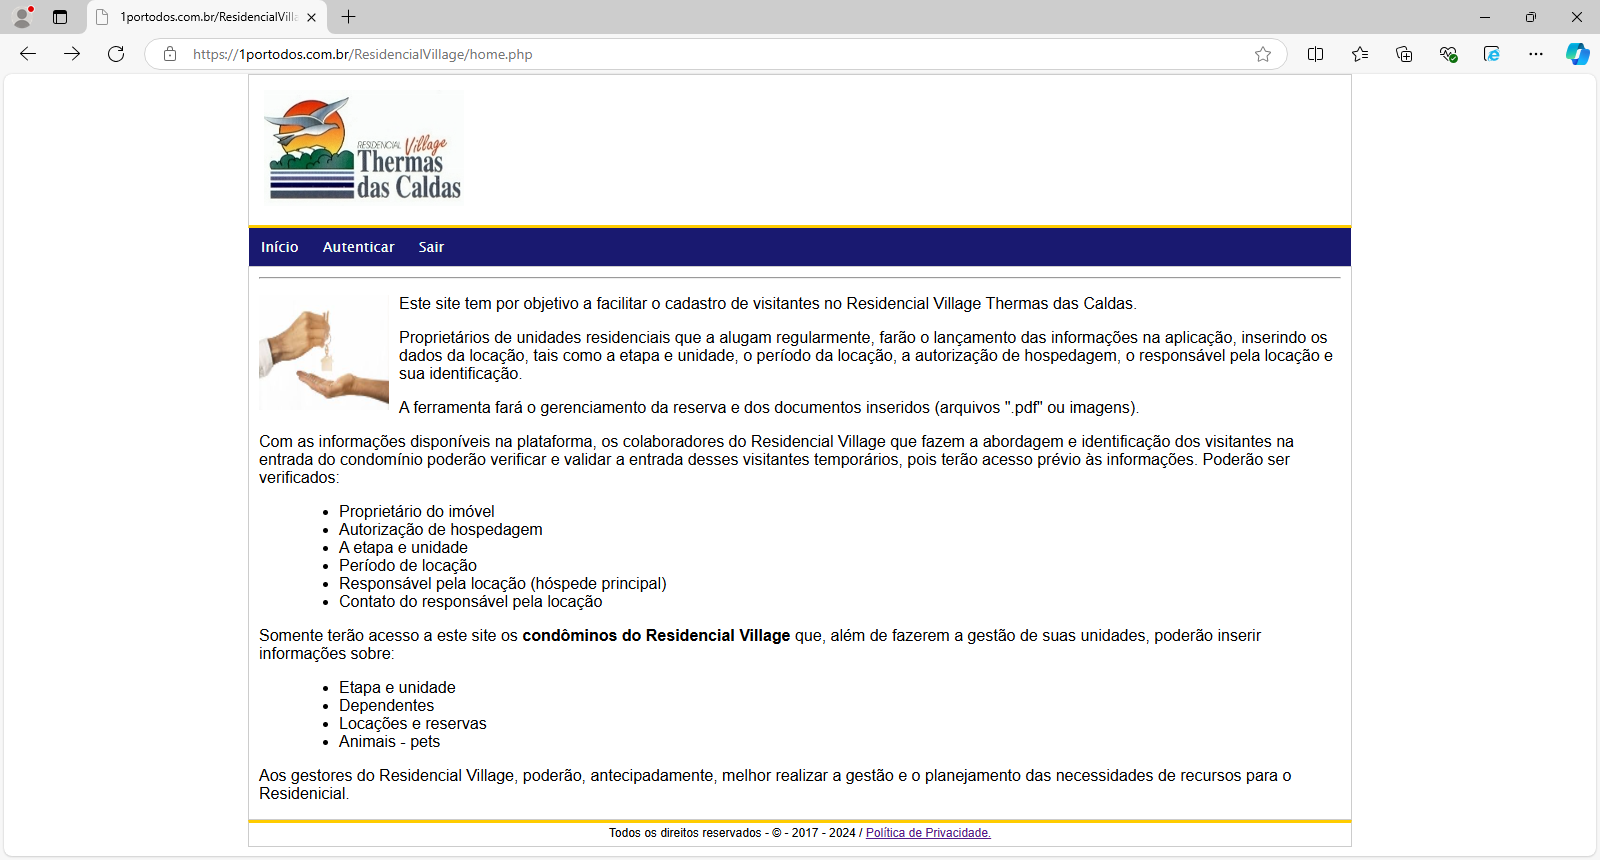 1portodos.com.br/ResidencialVilla
https://1portodos.com.br/ResidencialVillage/home.php
RESIDENCIAL Village
Thermas
das Caldas
Início Autenticar Sair
Este site tem por objetivo a facilitar o cadastro de visitantes no Residencial Village Thermas das Caldas.
Proprietários de unidades residenciais que a alugam regularmente, farão o lançamento das informações na aplicação, inserindo os
dados da locação, tais como a etapa e unidade, o período da locação, a autorização de hospedagem, o responsável pela locação e
sua identificação.
A ferramenta fará o gerenciamento da reserva e dos documentos inseridos (arquivos ".pdf" ou imagens).
Com as informações disponíveis na plataforma, os colaboradores do Residencial Village que fazem a abordagem e identificação dos visitantes na
entrada do condomínio poderão verificar e validar a entrada desses visitantes temporários, pois terão acesso prévio às informações. Poderão ser
verificados:
• Proprietário do imóvel
• Autorização de hospedagem
• A etapa e unidade
• Período de locação
• Responsável pela locação (hóspede principal)
• Contato do responsável pela locação
Somente terão acesso a este site os condôminos do Residencial Village que, além de fazerem a gestão de suas unidades, poderão inserir
informações sobre:
• Etapa e unidade
• Dependentes
• Locações e reservas
• Animais - pets
Aos gestores do Residencial Village, poderão, antecipadamente, melhor realizar a gestão e o planejamento das necessidades de recursos para o
Residenicial.
Todos os direitos reservados - © - 2017 - 2024 / Política de Privacidade.